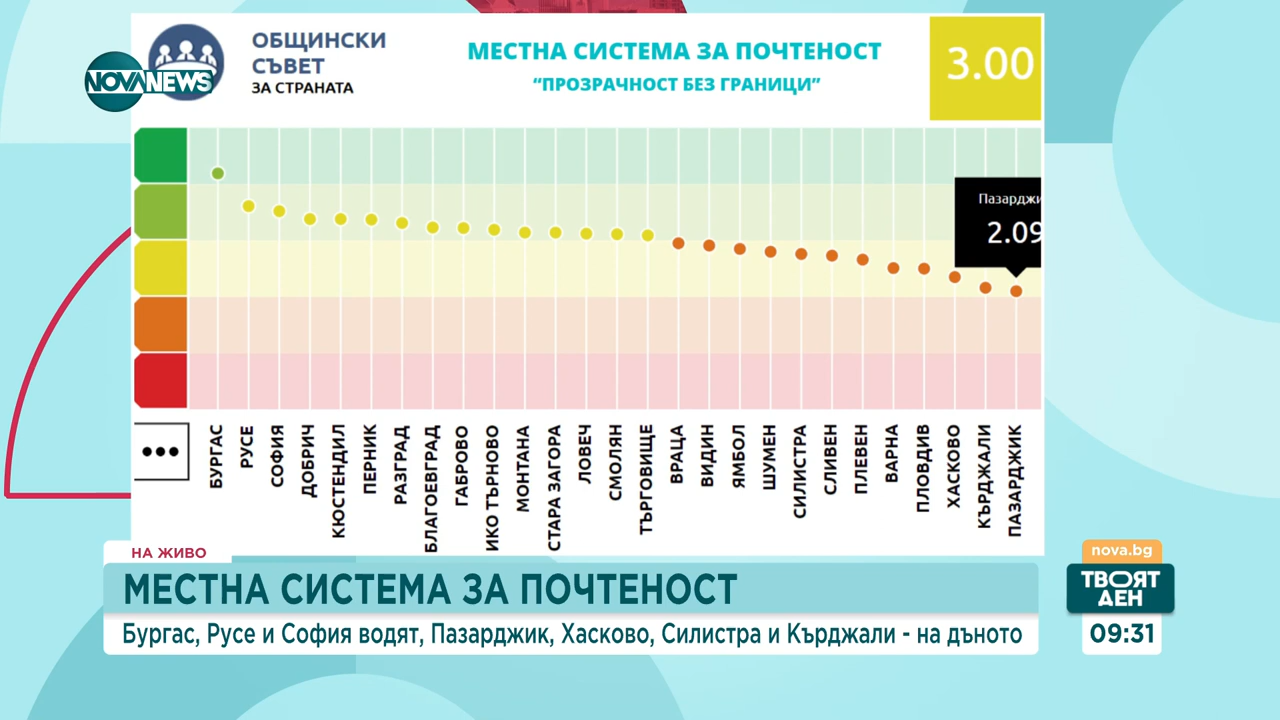 NOVANEWS
ОБЩИНСКИ
СЪВЕТ
ЗА СТРАНАТА
МЕСТНА СИСТЕМА ЗА ПОЧТЕНОСТ
“ПРОЗРАЧНОСТ БЕЗ ГРАНИЦИ”
3.00
Пазарджи
2.09
БУРГАС
РУСЕ
СОФИЯ
ДОБРИЧ
КЮСТЕНДИЛ
ПЕРНИК
РАЗГРАД
БЛАГОЕВГРАД
ГАБРОВО
ИКО ТЪРНОВО
МОНТАНА
СТАРА ЗАГОРА
ЛОВЕЧ
СМОЛЯН
ТЪРГОВИЩЕ
ВРАЦА
ВИДИН
ЯМБОЛ
ШУМЕН
СИЛИСТРА
СЛИВЕН
ПЛЕВЕН
ВАРНА
ПЛОВДИВ
ХАСКОВО
КЪРДЖАЛИ
ПАЗАРДЖИК
НА ЖИВО
МЕСТНА СИСТЕМА ЗА ПОЧТЕНОСТ
Бургас, Русе и София водят, Пазарджик, Хасково, Силистра и Кърджали - на дъното
nova.bg
ТВОЯТ
ДЕН
09:31